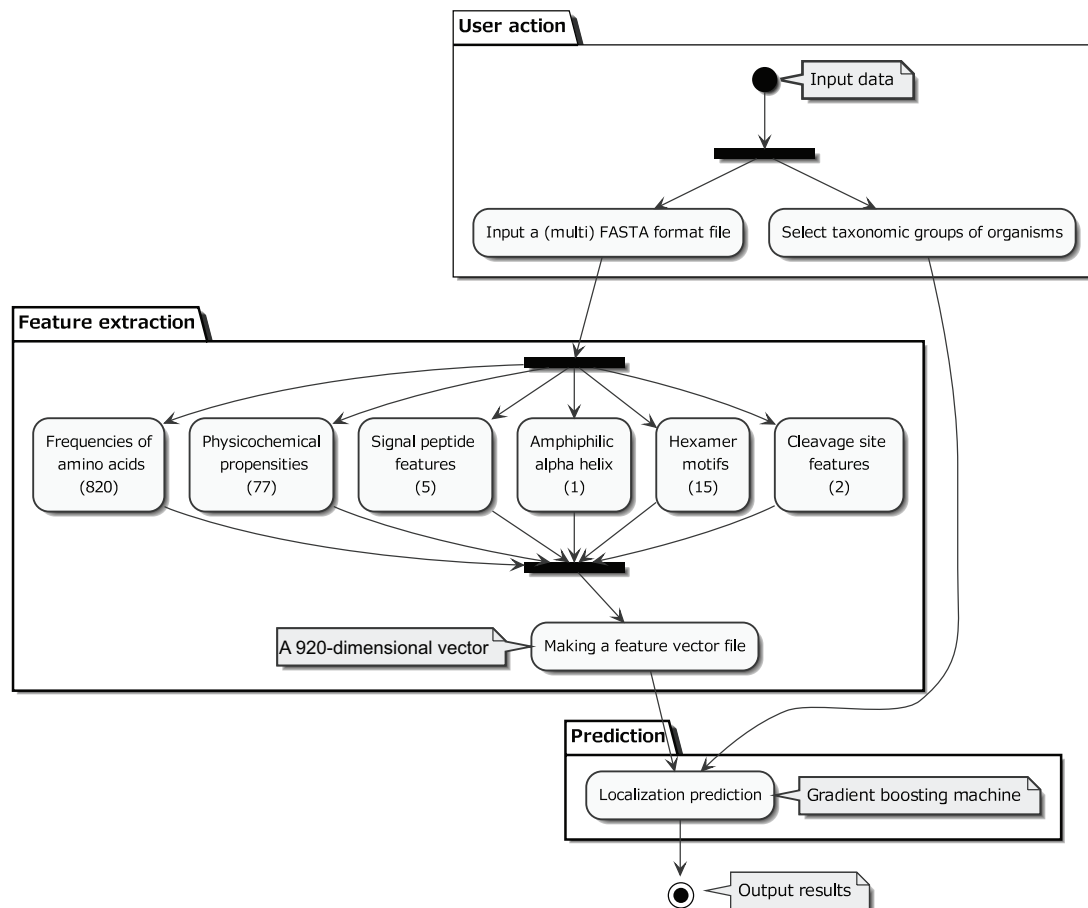 User action
Input data
Input a (multi) FASTA format file
Select taxonomic groups of organisms
Feature extraction
Frequencies of
amino acids
(820)
Physicochemical
propensities
(77)
Signal peptide
features
(5)
Amphiphilic
alpha helix
(1)
Hexamer
motifs
(15)
Cleavage site
features
(2)
A 920-dimensional vector
Making a feature vector file
Prediction
Localization prediction
Gradient boosting machine
Output results